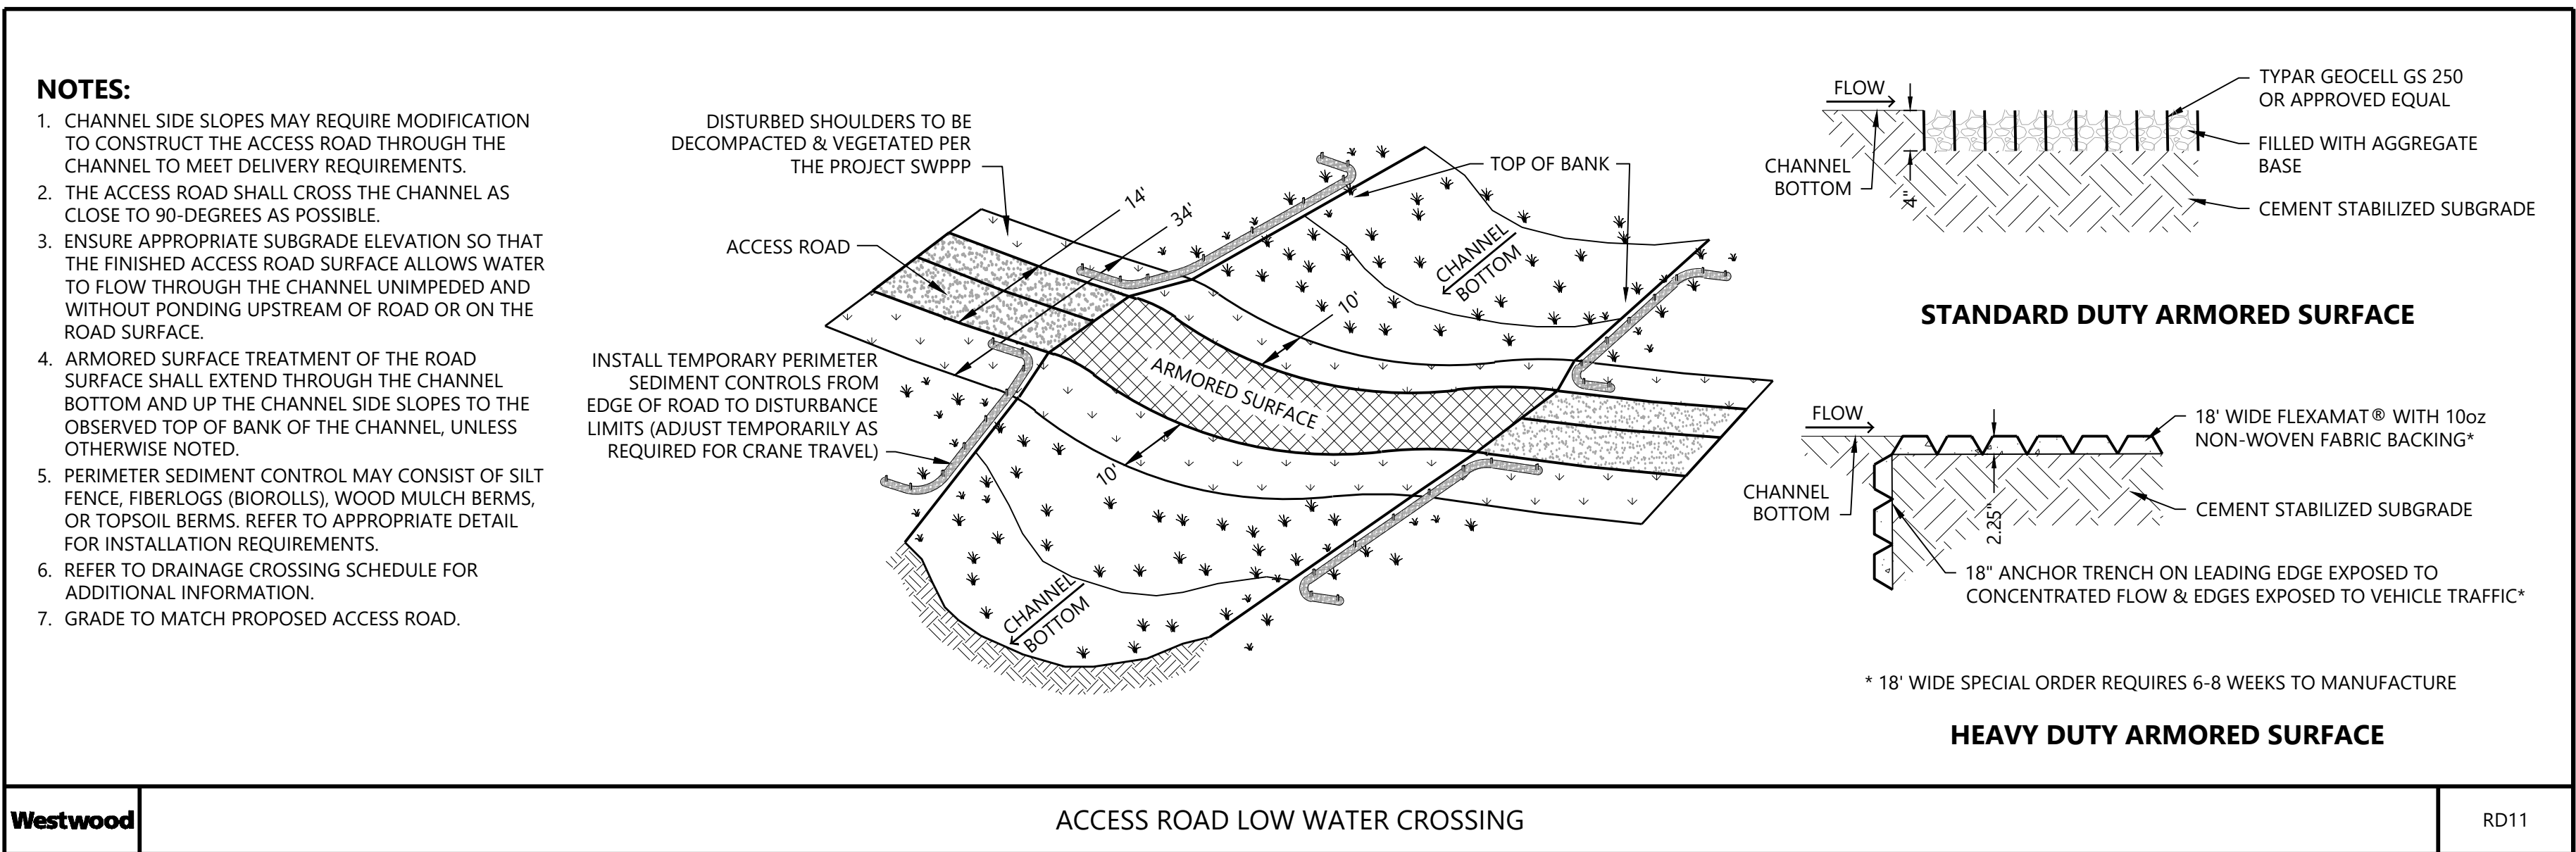 NOTES:
1. CHANNEL SIDE SLOPES MAY REQUIRE MODIFICATION
TO CONSTRUCT THE ACCESS ROAD THROUGH THE
CHANNEL TO MEET DELIVERY REQUIREMENTS.
2. THE ACCESS ROAD SHALL CROSS THE CHANNEL AS
CLOSE TO 90-DEGREES AS POSSIBLE.
3. ENSURE APPROPRIATE SUBGRADE ELEVATION SO THAT
THE FINISHED ACCESS ROAD SURFACE ALLOWS WATER
TO FLOW THROUGH THE CHANNEL UNIMPEDED AND
WITHOUT PONDING UPSTREAM OF ROAD OR ON THE
ROAD SURFACE.
4. ARMORED SURFACE TREATMENT OF THE ROAD
SURFACE SHALL EXTEND THROUGH THE CHANNEL
BOTTOM AND UP THE CHANNEL SIDE SLOPES TO THE
OBSERVED TOP OF BANK OF THE CHANNEL, UNLESS
OTHERWISE NOTED.
5. PERIMETER SEDIMENT CONTROL MAY CONSIST OF SILT
FENCE, FIBERLOGS (BIOROLLS), WOOD MULCH BERMS,
OR TOPSOIL BERMS. REFER TO APPROPRIATE DETAIL
FOR INSTALLATION REQUIREMENTS.
6. REFER TO DRAINAGE CROSSING SCHEDULE FOR
ADDITIONAL INFORMATION.
7. GRADE TO MATCH PROPOSED ACCESS ROAD.
DISTURBED SHOULDERS TO BE
DECOMPACTED & VEGETATED PER
THE PROJECT SWPPP
ACCESS ROAD
INSTALL TEMPORARY PERIMETER
SEDIMENT CONTROLS FROM
EDGE OF ROAD TO DISTURBANCE
LIMITS (ADJUST TEMPORARILY AS
REQUIRED FOR CRANE TRAVEL)
14'
34'
TOP OF BANK
CHANNEL
BOTTOM
10'
ARMORED SURFACE
10'
CHANNEL
BOTTOM
FLOW
CHANNEL
BOTTOM
4"
TYPAR GEOCELL GS 250
OR APPROVED EQUAL
FILLED WITH AGGREGATE
BASE
CEMENT STABILIZED SUBGRADE
STANDARD DUTY ARMORED SURFACE
FLOW
CHANNEL
BOTTOM
2.25"
18' WIDE FLEXAMAT® WITH 10oz
NON-WOVEN FABRIC BACKING*
CEMENT STABILIZED SUBGRADE
18" ANCHOR TRENCH ON LEADING EDGE EXPOSED TO
CONCENTRATED FLOW & EDGES EXPOSED TO VEHICLE TRAFFIC*
* 18' WIDE SPECIAL ORDER REQUIRES 6-8 WEEKS TO MANUFACTURE
HEAVY DUTY ARMORED SURFACE
Westwood
ACCESS ROAD LOW WATER CROSSING
RD11